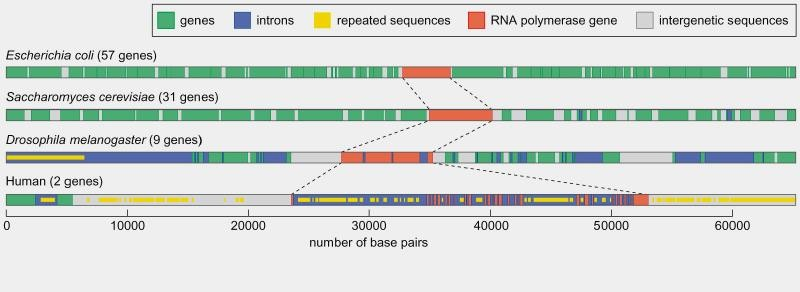 genes introns repeated sequences RNA polymerase gene intergenetic sequences
Escherichia coli (57 genes)
Saccharomyces cerevisiae (31 genes)
Drosophila melanogaster (9 genes)
Human (2 genes)
0 10000 20000 30000 40000 50000 60000
number of base pairs